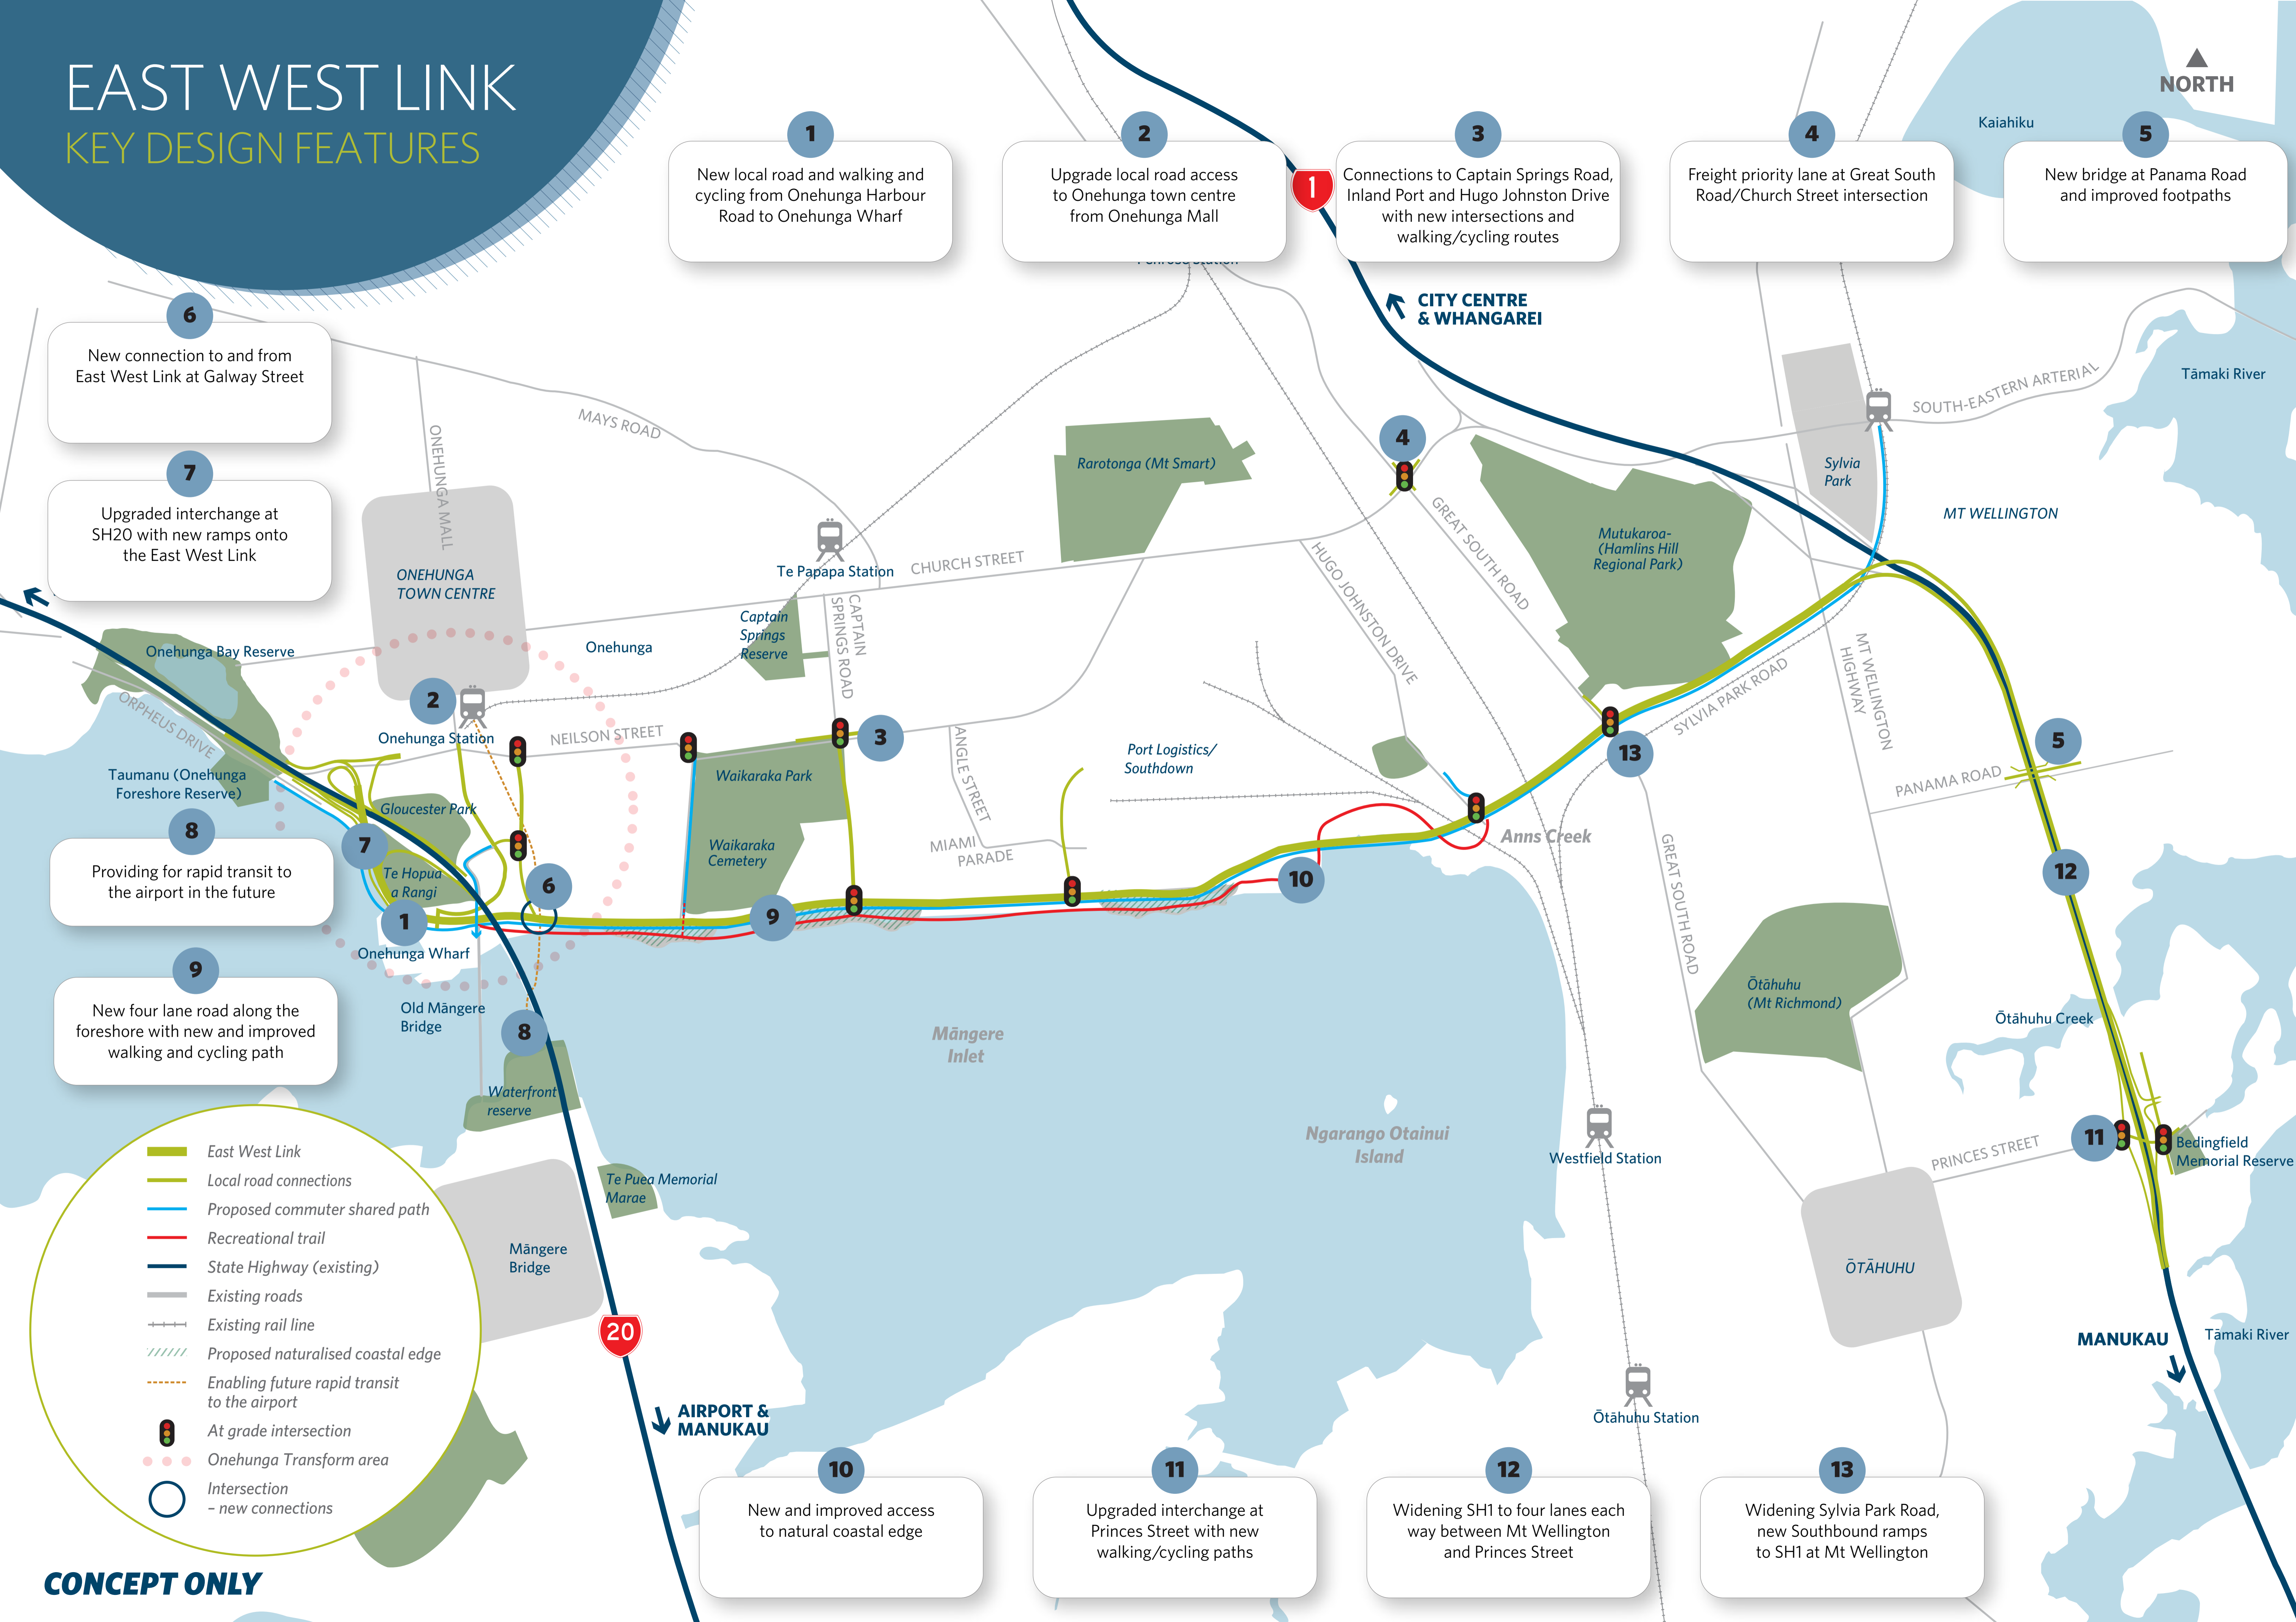 EAST WEST LINK
KEY DESIGN FEATURES
NORTH
Kaiahiku
1
New local road and walking and
cycling from Onehunga Harbour
Road to Onehunga Wharf
2
Upgrade local road access
to Onehunga town centre
from Onehunga Mall
1
3
Connections to Captain Springs Road,
Inland Port and Hugo Johnston Drive
with new intersections and
walking/cycling routes
4
Freight priority lane at Great South
Road/Church Street intersection
5
New bridge at Panama Road
and improved footpaths
6
New connection to and from
East West Link at Galway Street
7
Upgraded interchange at
SH20 with new ramps onto
the East West Link
8
Providing for rapid transit to
the airport in the future
9
New four lane road along the
foreshore with new and improved
walking and cycling path
CITY CENTRE
& WHANGAREI
Tāmaki River
SOUTH-EASTERN ARTERIAL
MAYS ROAD
ONEHUNGA MALL
ONEHUNGA
TOWN CENTRE
Rarotonga (Mt Smart)
4
Sylvia
Park
MT WELLINGTON
Mutukaroa-
(Hamlins Hill
Regional Park)
GREAT SOUTH ROAD
HUGO JOHNSTON DRIVE
Te Papapa Station
CHURCH STREET
CAPTAIN
SPRINGS ROAD
Captain
Springs
Reserve
Onehunga
Onehunga Bay Reserve
ORPHEUS DRIVE
2
Onehunga Station
NEILSON STREET
3
SYLVIA PARK ROAD
MT WELLINGTON
HIGHWAY
13
5
PANAMA ROAD
Taumanu (Onehunga
Foreshore Reserve)
Gloucester Park
7
Te Hopua
a Rangi
Waikaraka Park
Waikaraka
Cemetery
ANGLE STREET
MIAMI
PARADE
Port Logistics/
Southdown
Anns Creek
GREAT SOUTH ROAD
6
1
9
10
12
Onehunga Wharf
Old Māngere
Bridge
8
Māngere
Inlet
Ōtāhuhu
(Mt Richmond)
Ōtāhuhu Creek
Waterfront
reserve
Ngarango Otainui
Island
Westfield Station
11
Bedingfield
Memorial Reserve
PRINCES STREET
Te Puea Memorial
Marae
Māngere
Bridge
ŌTĀHUHU
20
MANUKAU
Tāmaki River
AIRPORT &
MANUKAU
Ōtāhuhu Station
East West Link
Local road connections
Proposed commuter shared path
Recreational trail
State Highway (existing)
Existing roads
Existing rail line
Proposed naturalised coastal edge
Enabling future rapid transit
to the airport
At grade intersection
Onehunga Transform area
Intersection
– new connections
10
New and improved access
to natural coastal edge
11
Upgraded interchange at
Princes Street with new
walking/cycling paths
12
Widening SH1 to four lanes each
way between Mt Wellington
and Princes Street
13
Widening Sylvia Park Road,
new Southbound ramps
to SH1 at Mt Wellington
CONCEPT ONLY